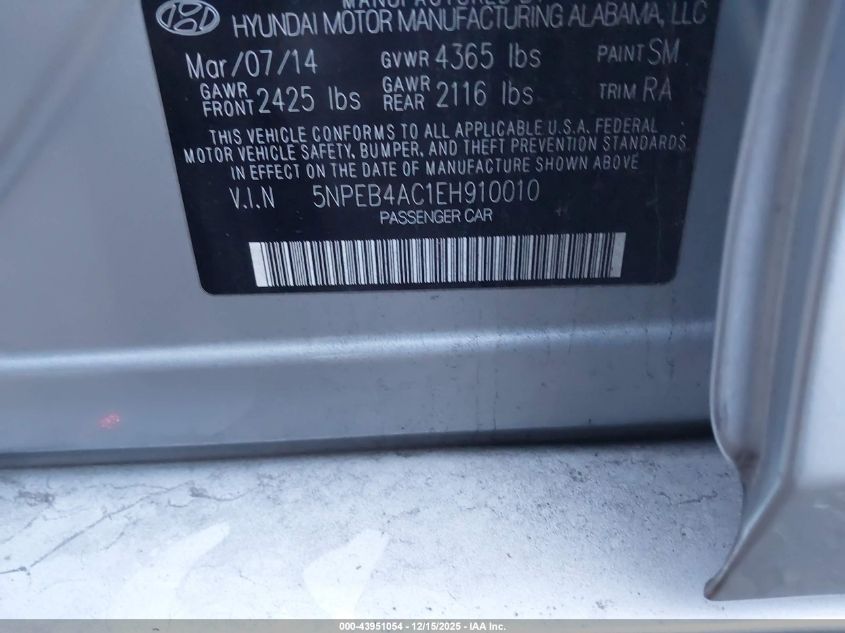 MANUFACTURED BY
HYUNDAI MOTOR MANUFACTURING ALABAMA, LLC
Mar/07/14 GVWR 4365 lbs PAINT SM
GAWR FRONT 2425 lbs GAWR REAR 2116 lbs TRIM RA
THIS VEHICLE CONFORMS TO ALL APPLICABLE U.S.A. FEDERAL
MOTOR VEHICLE SAFETY, BUMPER, AND THEFT PREVENTION STANDARDS
IN EFFECT ON THE DATE OF MANUFACTURE SHOWN ABOVE
V.I.N 5NPEB4AC1EH910010
PASSENGER CAR
000-43951054 - 12/15/2025 - IAA Inc.